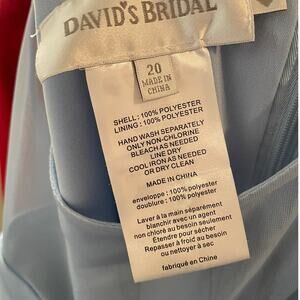 DAVID'S BRIDAL
20
MADE IN
CHINA
SHELL : 100% POLYESTER
LINING : 100% POLYESTER
HAND WASH SEPARATELY
ONLY NON-CHLORINE
BLEACH AS NEEDED
LINE DRY
COOL IRON AS NEEDED
OR DRY CLEAN
MADE IN CHINA
enveloppe : 100% polyester
doublure : 100% polyester
Laver à la main séparément
blanchir avec un agent
non chloré au besoin
Étendre pour sécher
Repasser à froid au besoin
ou nettoyer à sec
fabriqué en Chine